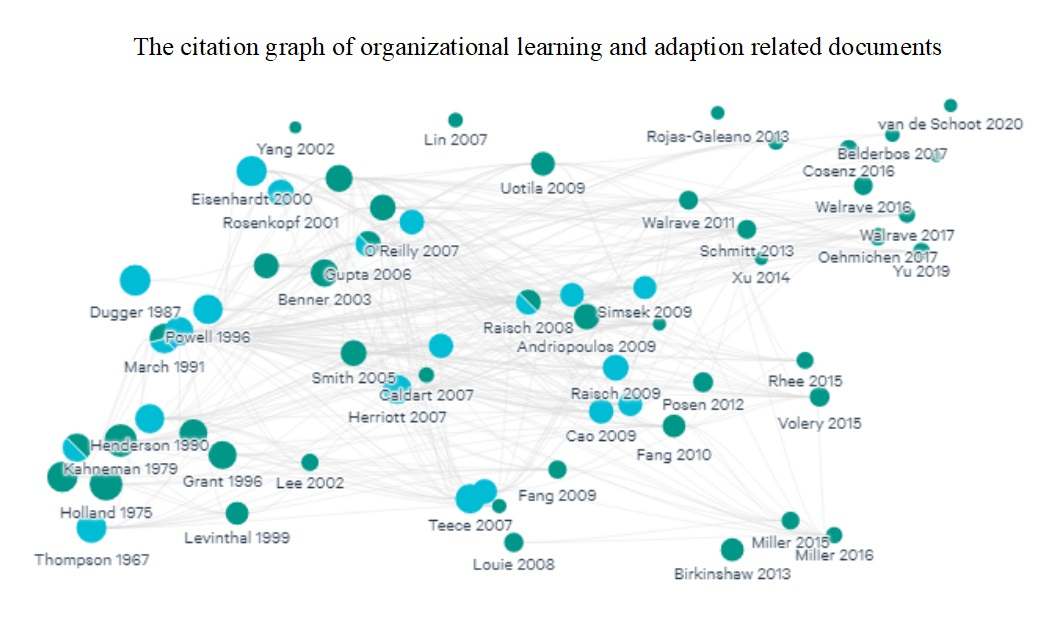 The citation graph of organizational learning and adaption related documents
van de Schoot 2020
Rojas-Galeano 2013
Lin 2007
Yang 2002
Belderbos 2017
Cosenz 2016
Uotila 2009
Eisenhardt 2000
Walrave 2016
Rosenkopf 2001
Walrave 2011
Walrave 2017
O'Reilly 2007
Schmitt 2013
Oehmichen 2017
Yu 2019
Gupta 2006
Xu 2014
Benner 2003
Dugger 1987
Simsek 2009
Raisch 2008
Powell 1996
Andriopoulos 2009
March 1991
Smith 2005
Rhee 2015
Caldart 2007
Raisch 2009
Posen 2012
Herriott 2007
Volery 2015
Cao 2009
Henderson 1990
Fang 2010
Kahneman 1979
Grant 1996
Lee 2002
Fang 2009
Holland 1975
Teece 2007
Levinthal 1999
Miller 2015
Miller 2016
Thompson 1967
Louie 2008
Birkinshaw 2013